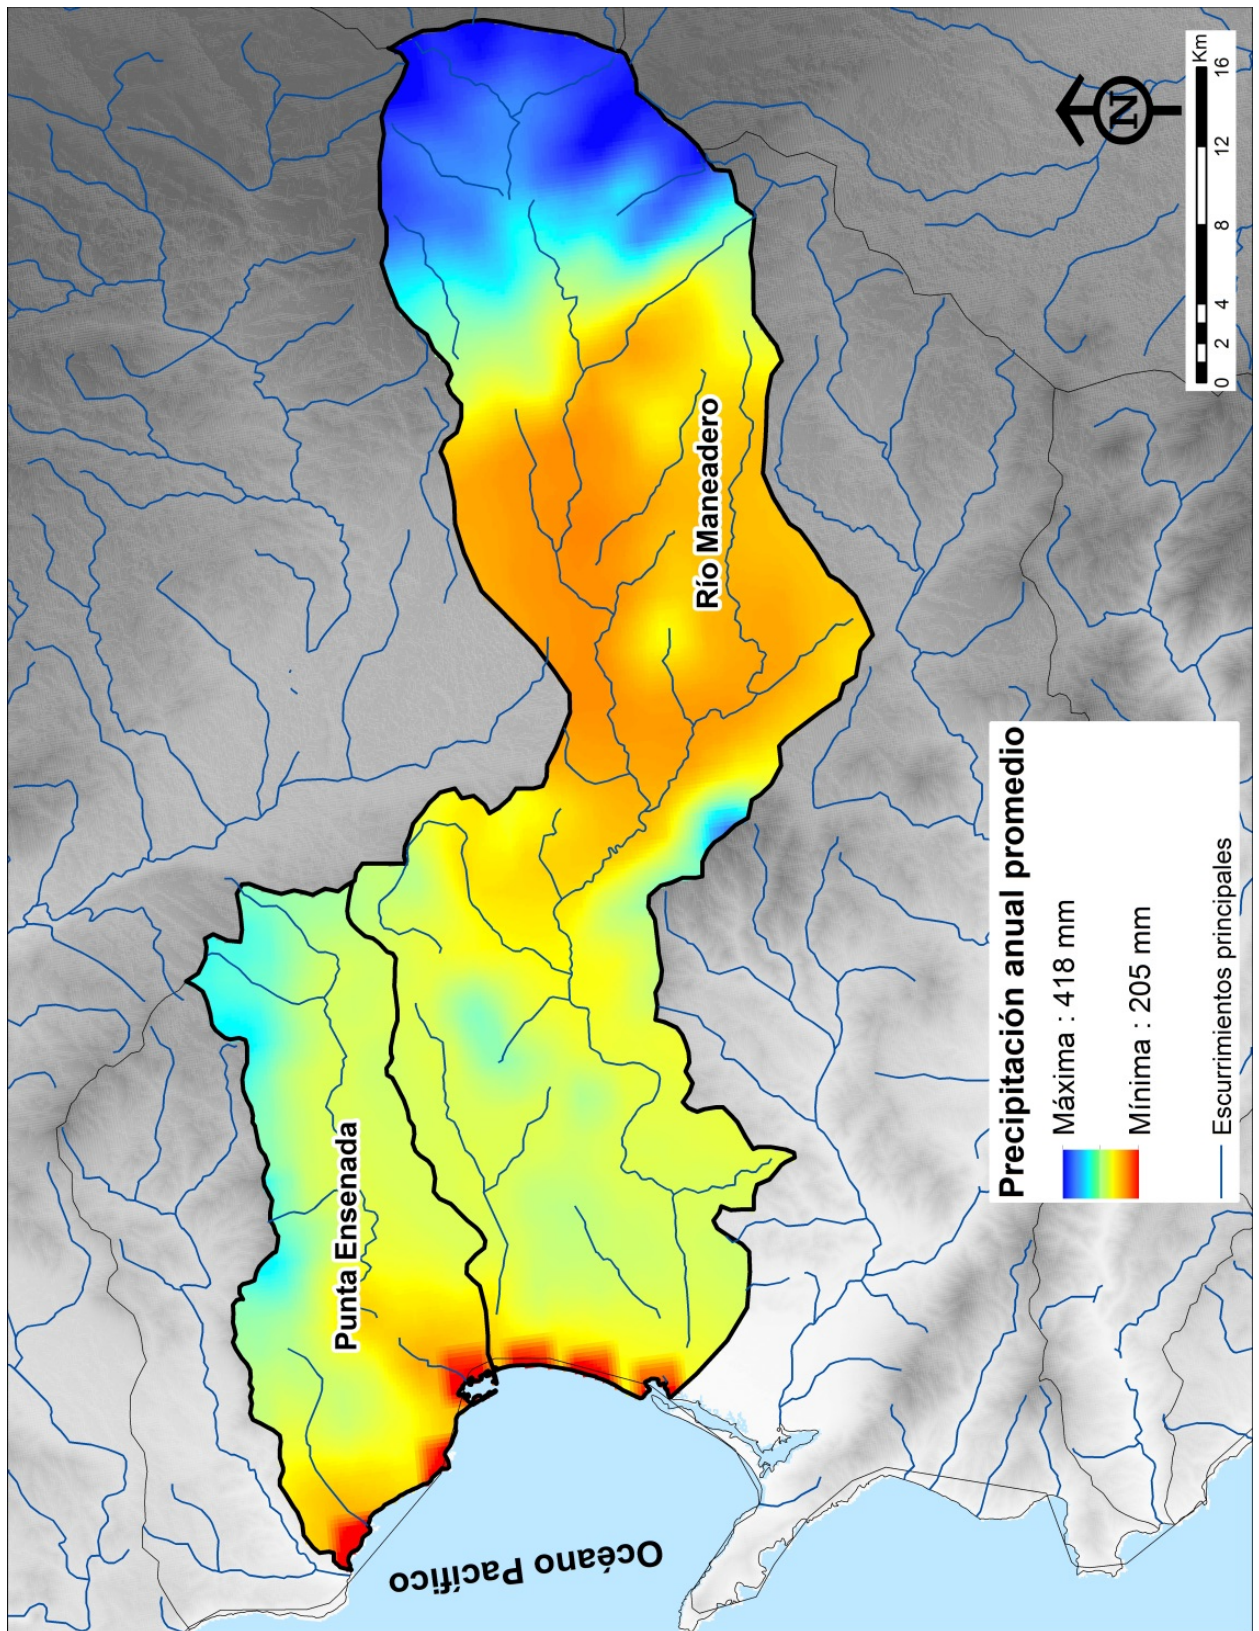 Punta Ensenada
Río Maneadero
Océano Pacífico
N
0 2 4 8 12 16
Km
Precipitación anual promedio
Máxima : 418 mm
Mínima : 205 mm
Escurrimientos principales